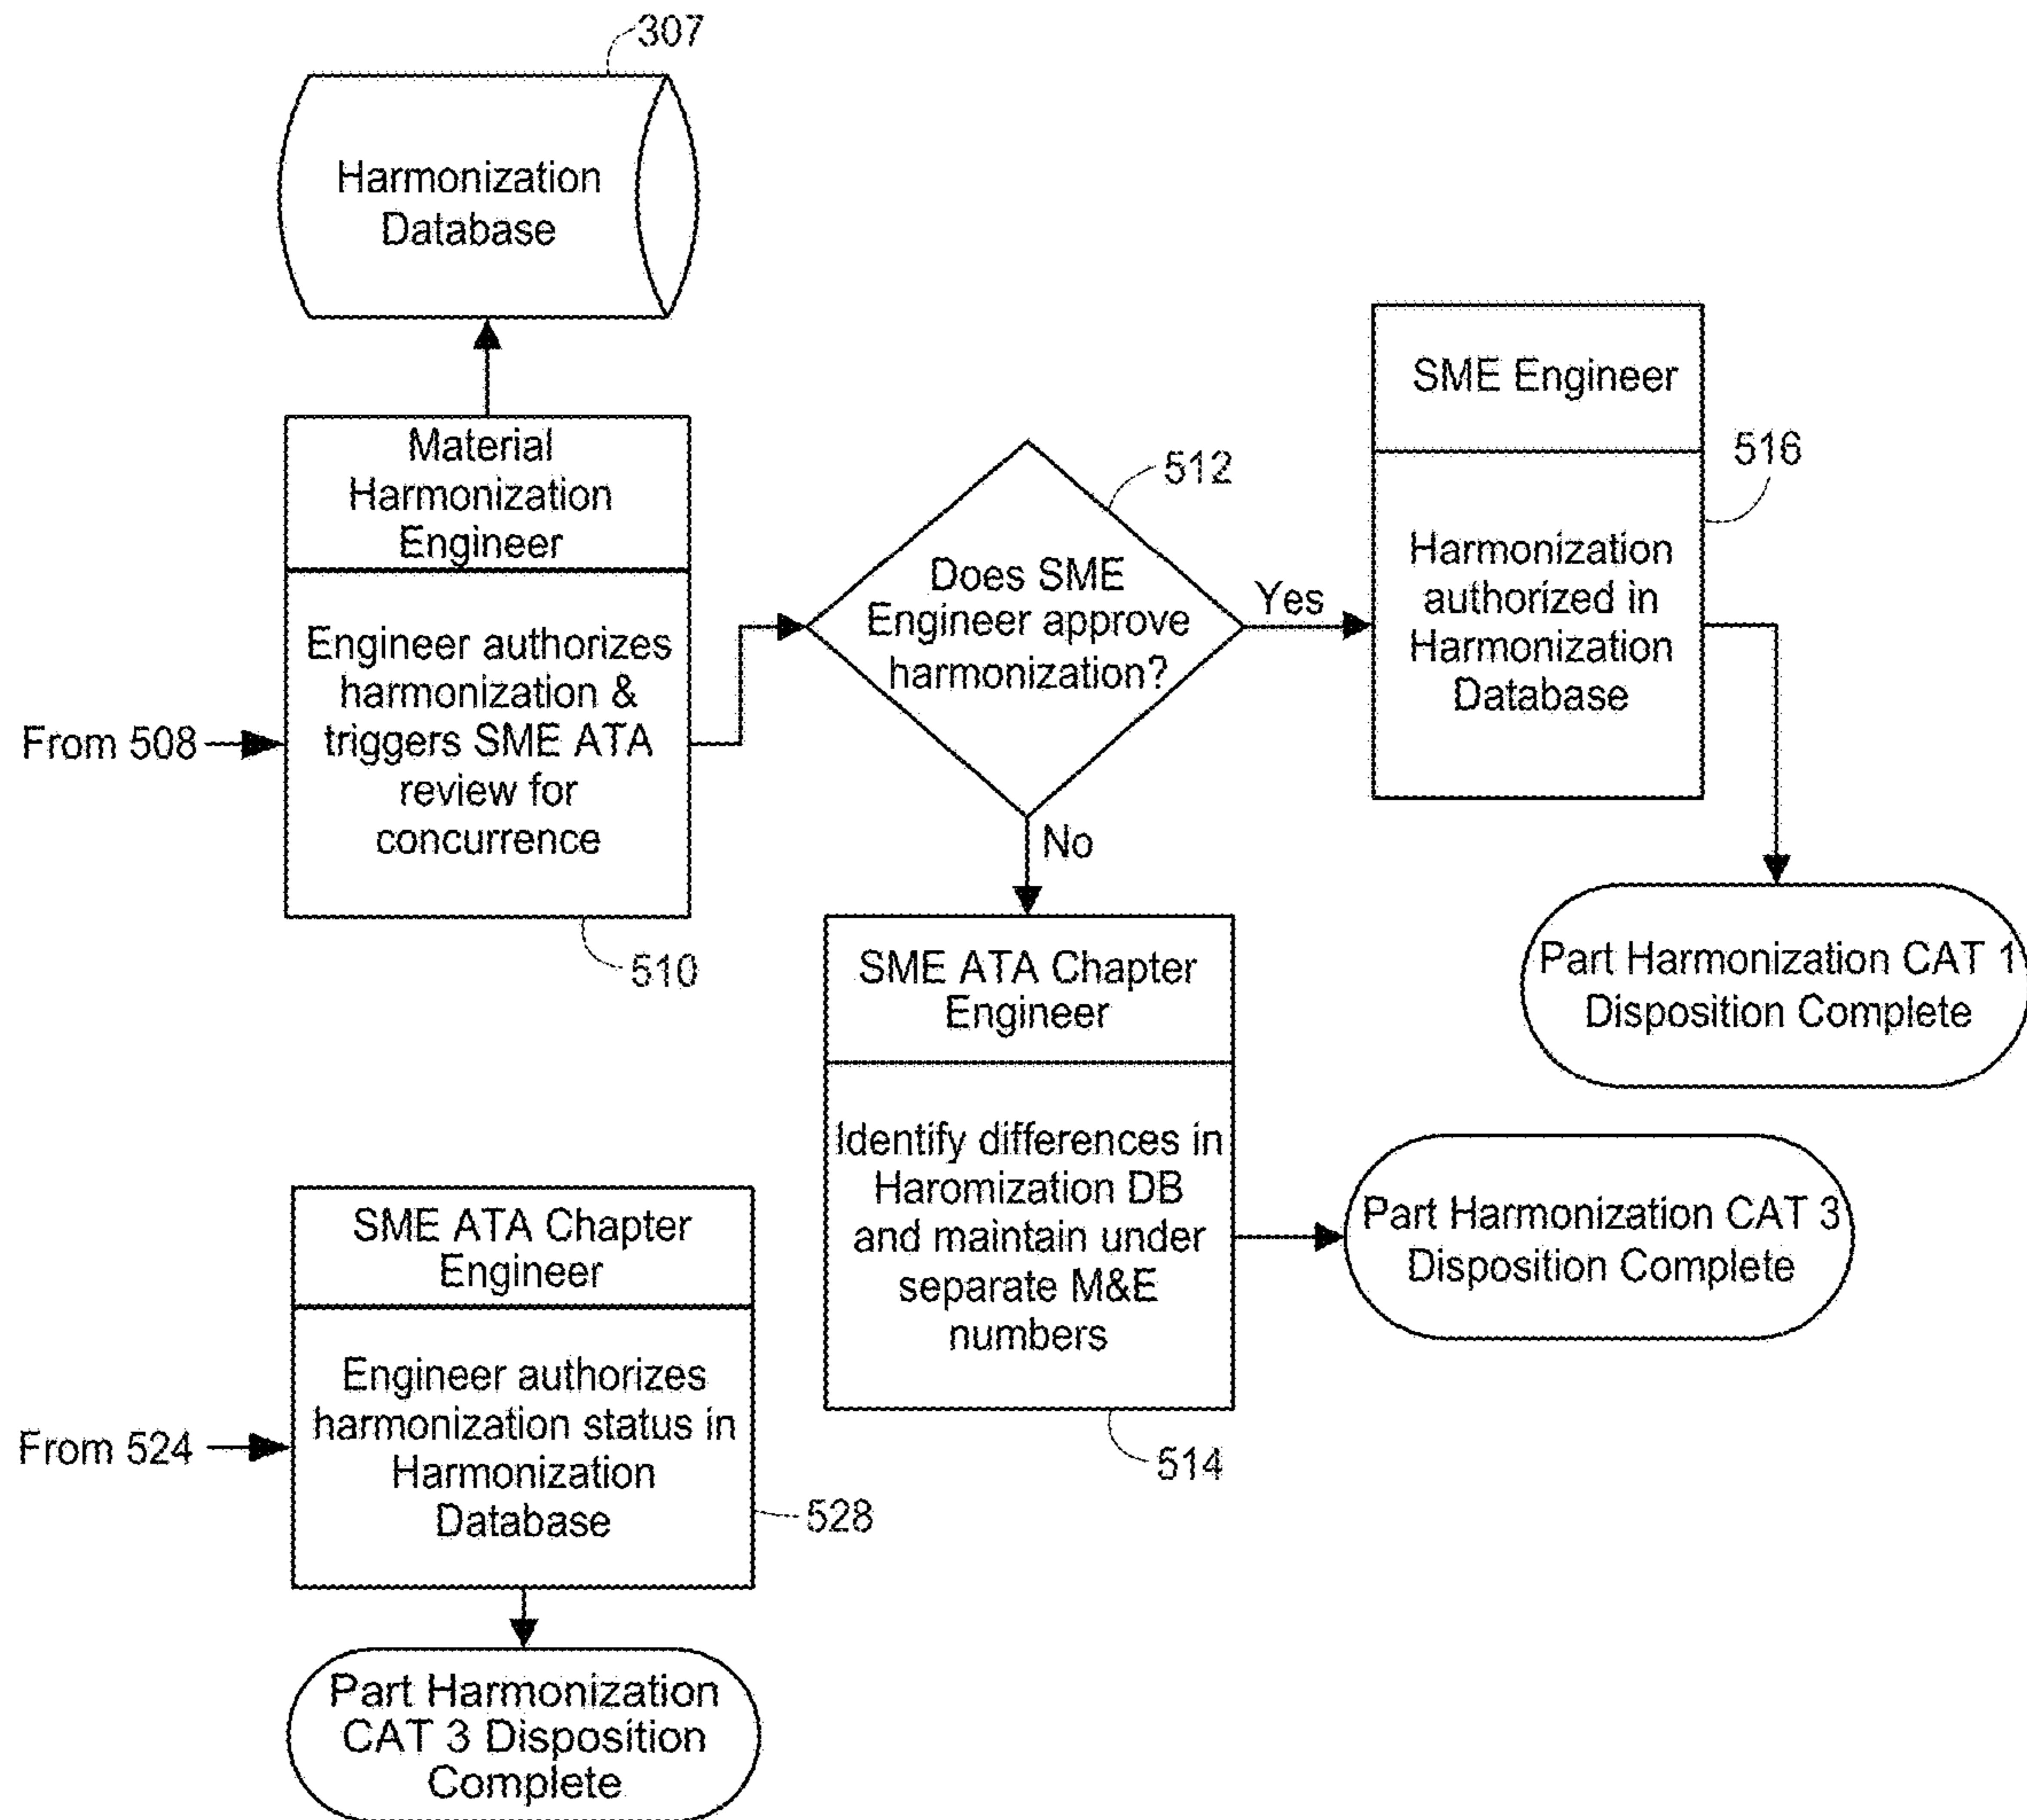 307
Harmonization
Database
Material
Harmonization
Engineer
Engineer authorizes
harmonization &
triggers SME ATA
review for
concurrence
From 508
510
512
Does SME
Engineer approve
harmonization?
Yes
No
SME Engineer
Harmonization
authorized in
Harmonization
Database
516
Part Harmonization CAT 1
Disposition Complete
SME ATA Chapter
Engineer
Identify differences in
Haromization DB
and maintain under
separate M&E
numbers
514
Part Harmonization CAT 3
Disposition Complete
SME ATA Chapter
Engineer
Engineer authorizes
harmonization status in
Harmonization
Database
From 524
528
Part Harmonization
CAT 3 Disposition
Complete